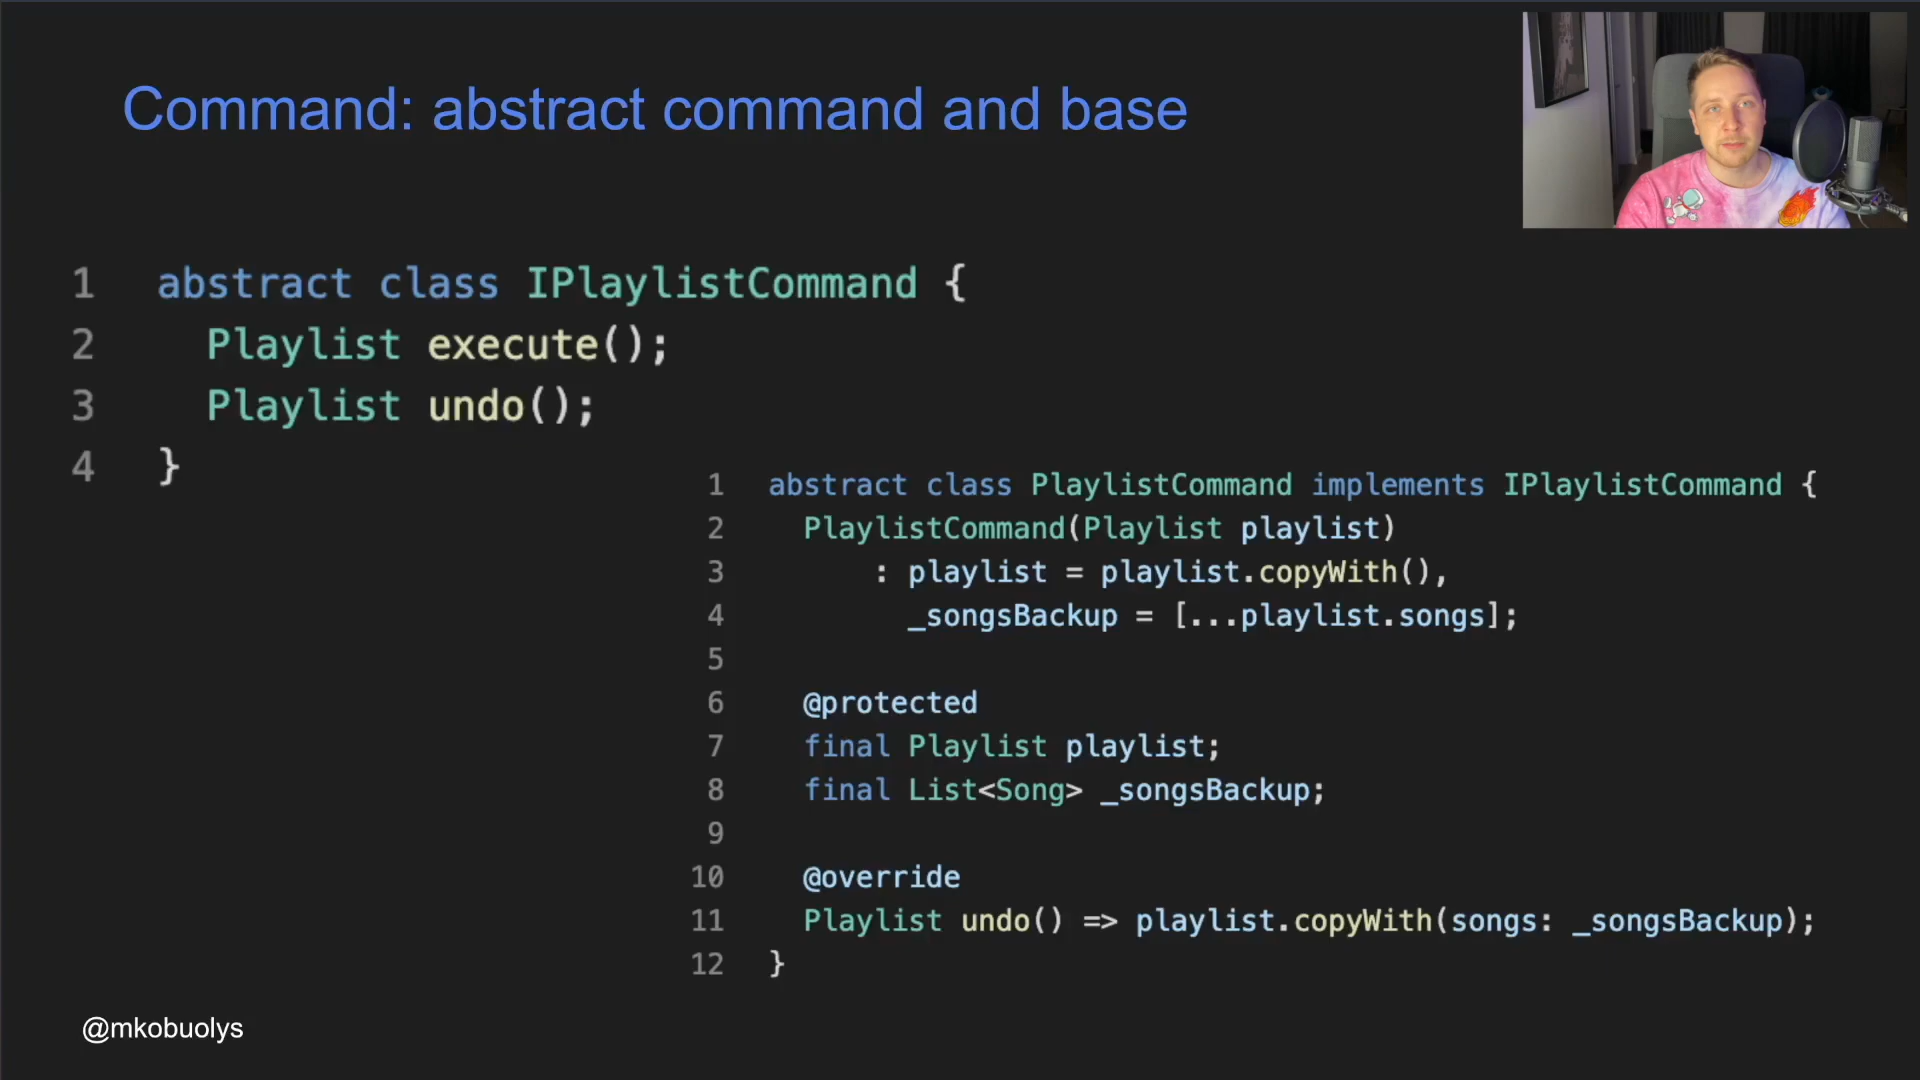 Command: abstract command and base
1 abstract class IPlaylistCommand {
2 Playlist execute();
3 Playlist undo();
4 }
1 abstract class PlaylistCommand implements IPlaylistCommand {
2 PlaylistCommand(Playlist playlist)
3 : playlist = playlist.copyWith(),
4 _songsBackup = [...playlist.songs];
5
6 @protected
7 final Playlist playlist;
8 final List<Song> _songsBackup;
9
10 @override
11 Playlist undo() => playlist.copyWith(songs: _songsBackup);
12 }
@mkobuolys